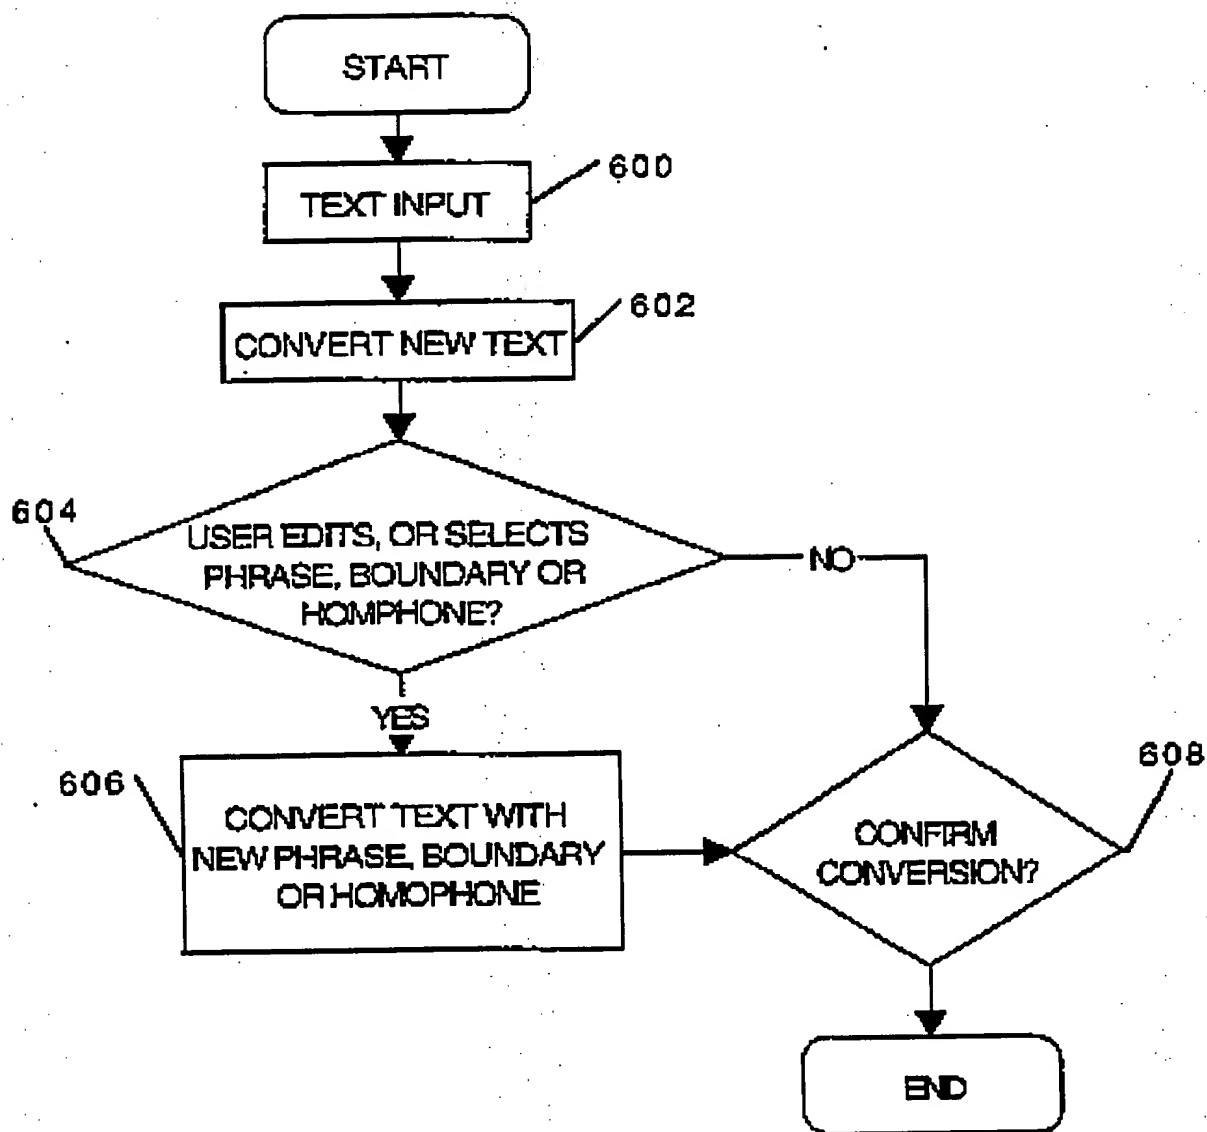 START
600
TEXT INPUT
602
CONVERT NEW TEXT
604
USER EDITS, OR SELECTS
PHRASE, BOUNDARY OR
HOMPHONE?
NO
YES
606
CONVERT TEXT WITH
NEW PHRASE, BOUNDARY
OR HOMOPHONE
608
CONFIRM
CONVERSION?
END